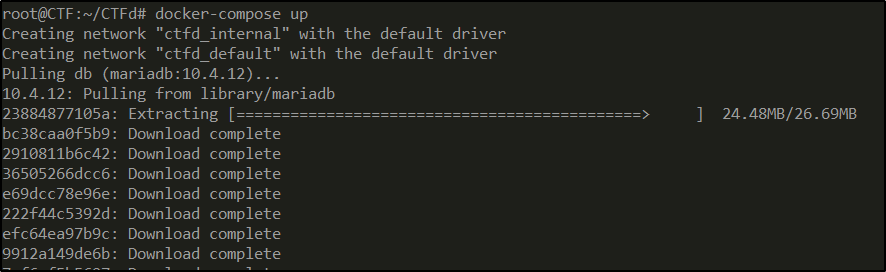 root@CTF:~/CTFd# docker-compose up
Creating network "ctfd_internal" with the default driver
Creating network "ctfd_default" with the default driver
Pulling db (mariadb:10.4.12)...
10.4.12: Pulling from library/mariadb
23884877105a: Extracting [=============================================>     ]  24.48MB/26.69MB
bc38caa0f5b9: Download complete
2910811b6c42: Download complete
36505266dcc6: Download complete
e69dcc78e96e: Download complete
222f44c5392d: Download complete
efc64ea97b9c: Download complete
9912a149de6b: Download complete
Download complete